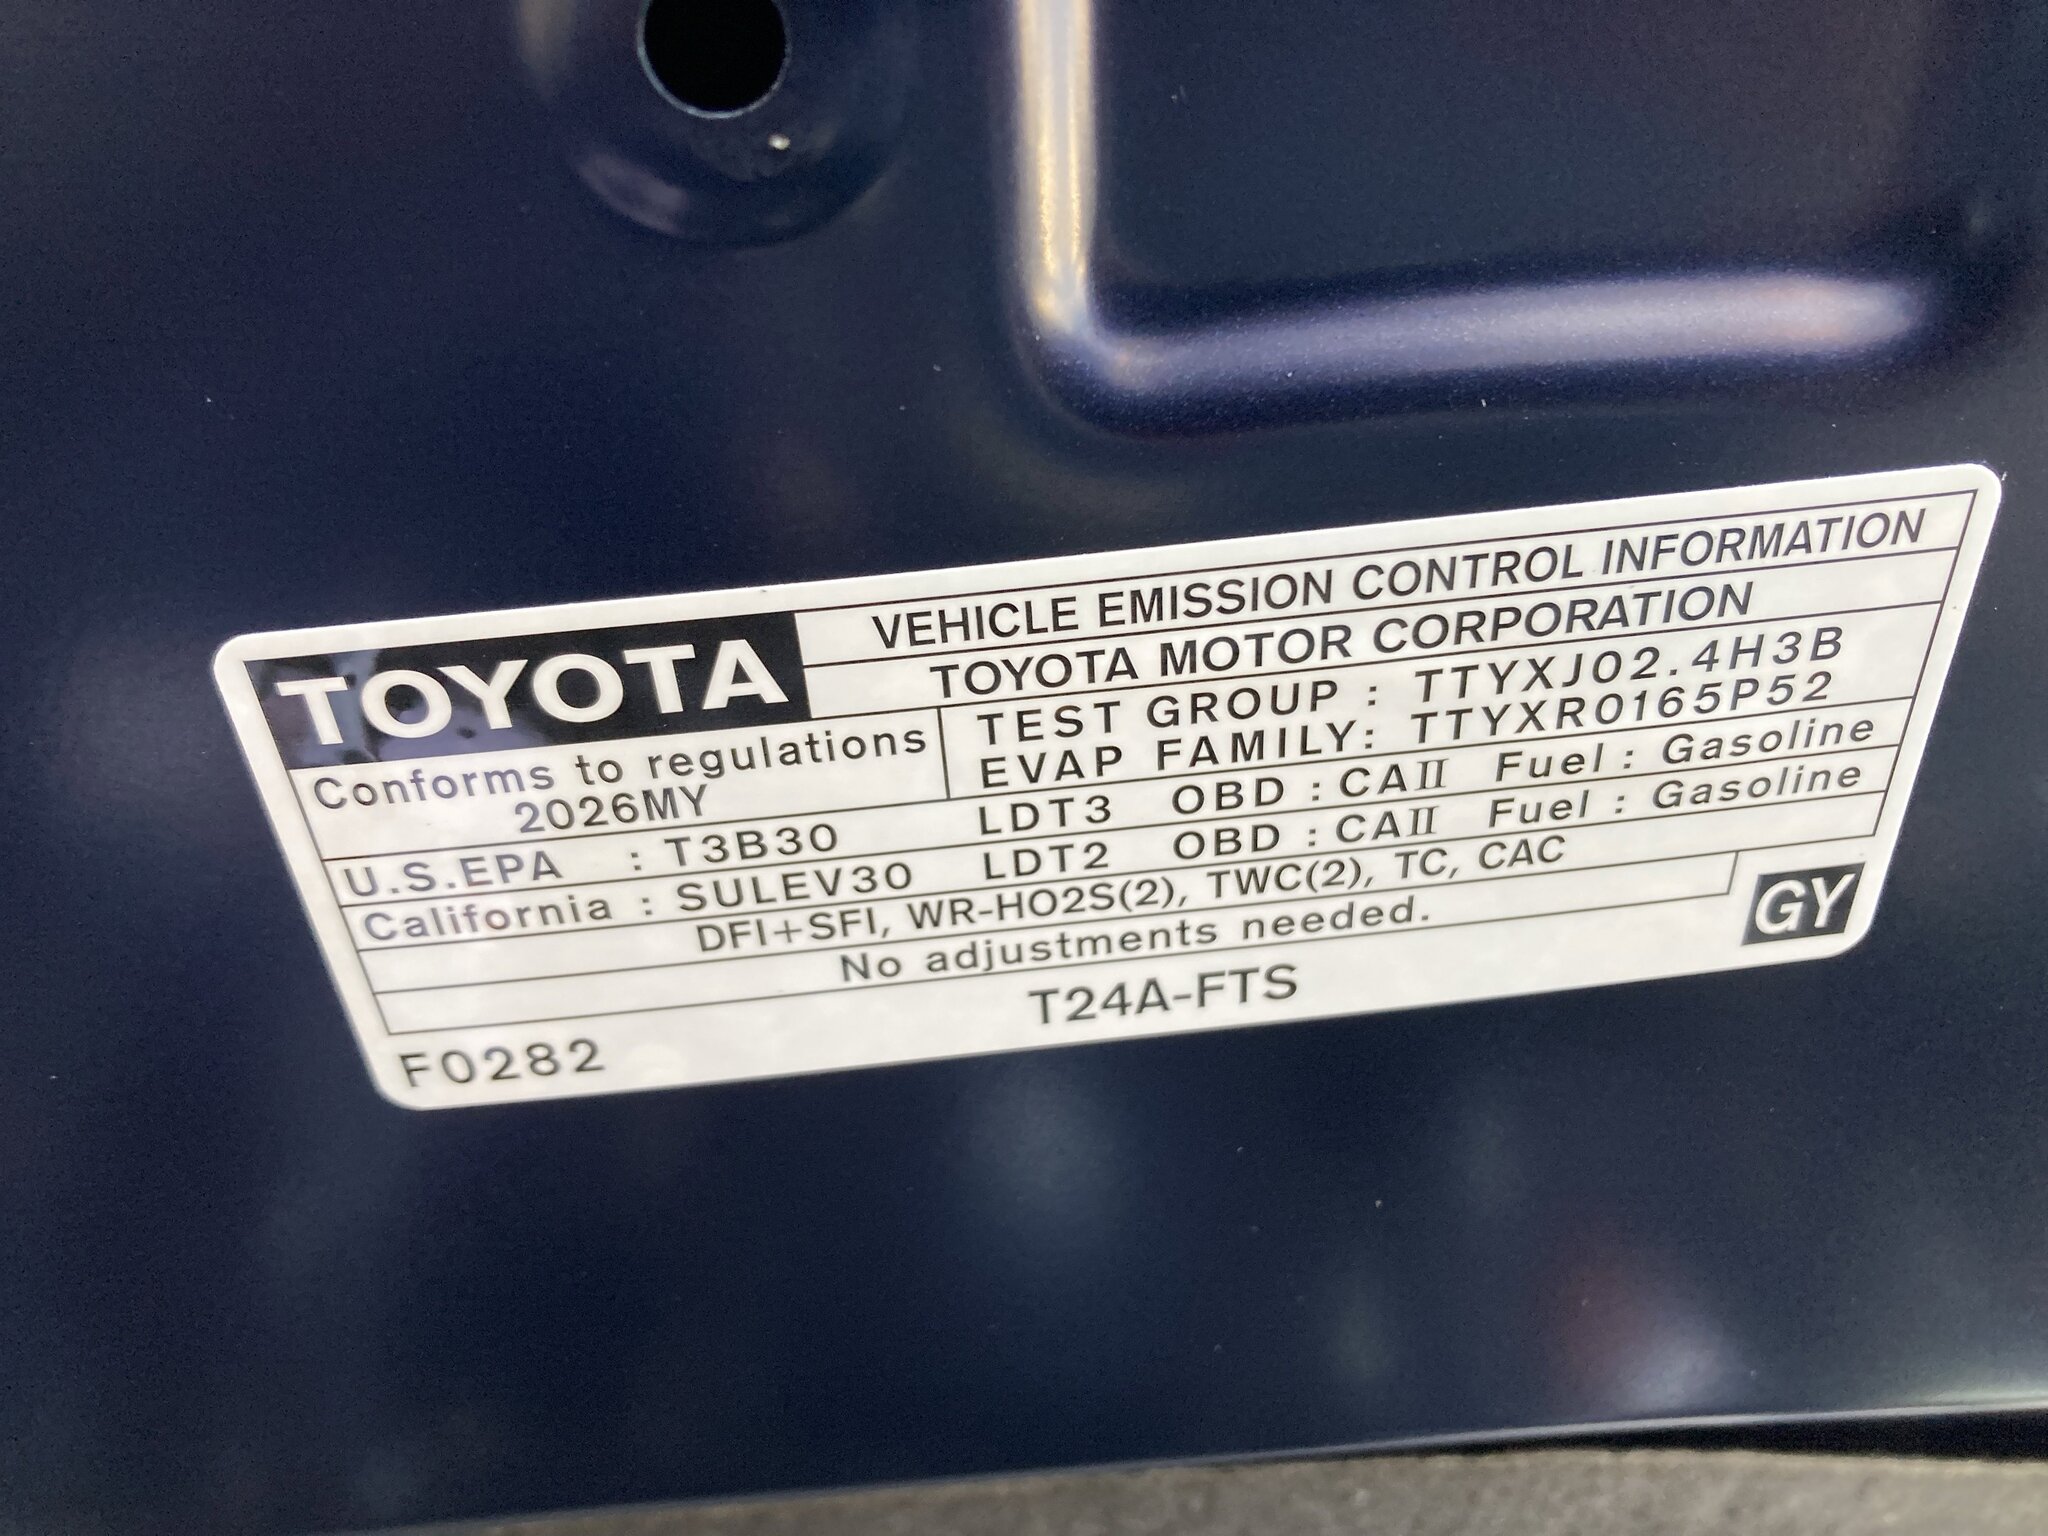 TOYOTA
VEHICLE EMISSION CONTROL INFORMATION
TOYOTA MOTOR CORPORATION
Conforms to regulations
2026MY
TEST GROUP : TTYXJ02.4H3B
EVAP FAMILY: TTYXR0165P52
U.S.EPA : T3B30 LDT3 OBD : CAII Fuel : Gasoline
California : SULEV30 LDT2 OBD : CAII Fuel : Gasoline
DFI+SFI, WR-HO2S(2), TWC(2), TC, CAC
No adjustments needed.
GY
T24A-FTS
F0282